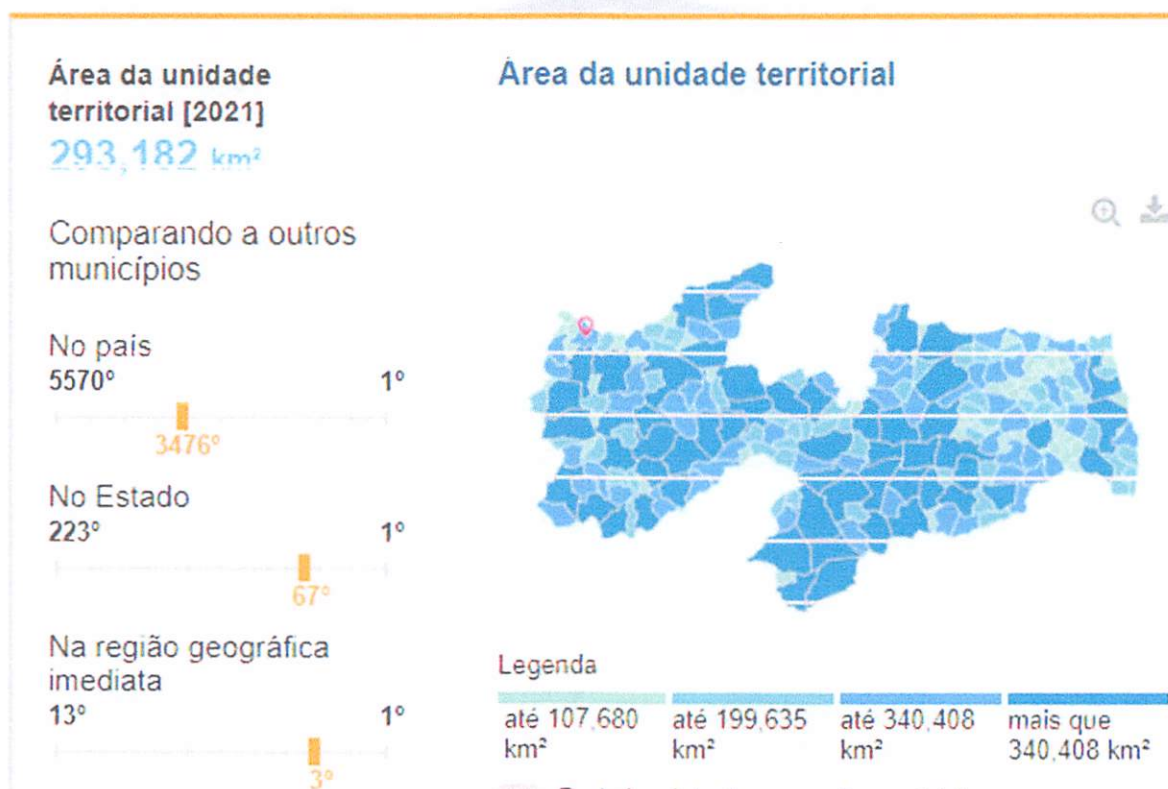 Área da unidade
territorial [2021]
293,182 km²
Comparando a outros
municípios
No país
5570° 1°
3476°
No Estado
223° 1°
67°
Na região geográfica
imediata
13° 1°
3°
Área da unidade territorial
Legenda
até 107,680
km²
até 199,635
km²
até 340,408
km²
mais que
340,408 km²